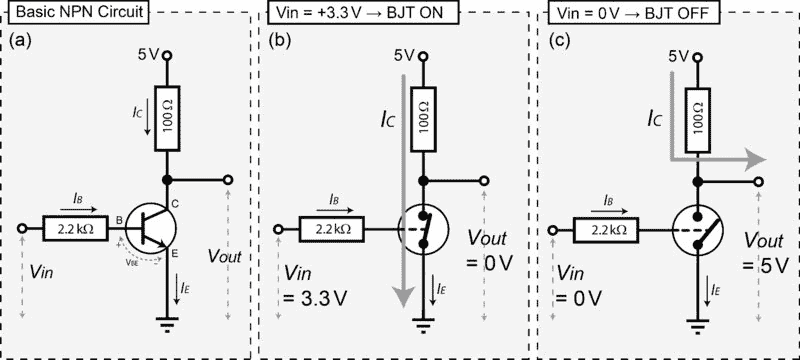 Basic NPN Circuit
(a)
5V
IC
100Ω
IB
2.2kΩ
B
C
E
+
VBE
Vin
Vout
IE
Vin = +3.3V → BJT ON
(b)
5V
IC
100Ω
IB
2.2kΩ
Vin
= 3.3V
Vout
= 0V
IE
Vin = 0V → BJT OFF
(c)
5V
IC
100Ω
IB
2.2kΩ
Vin
= 0V
Vout
= 5V
IE